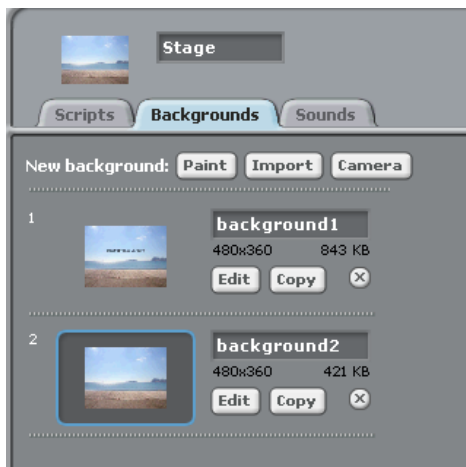 Stage
Scripts Backgrounds Sounds
New background: Paint Import Camera
1
background1
480x360 843 KB
Edit Copy
2
background2
480x360 421 KB
Edit Copy